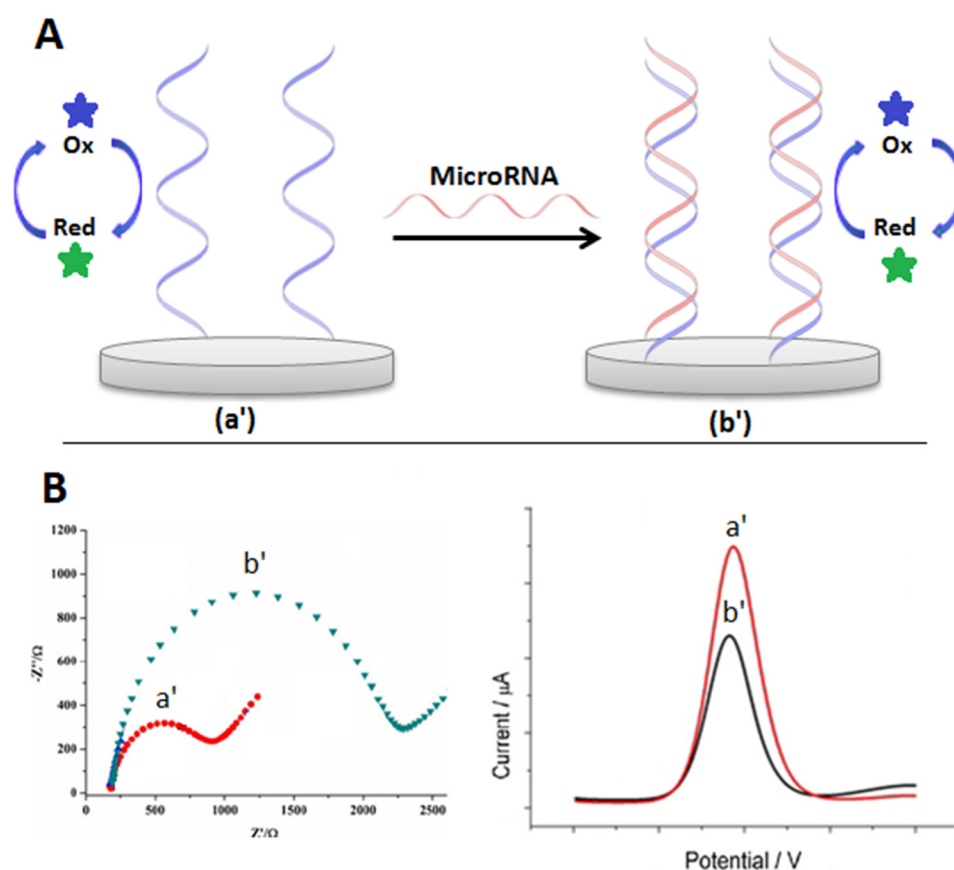 A
Ox
Red
MicroRNA
Ox
Red
(a')
(b')
B
1200
1000
800
600
400
200
0
-Z''/Ω
b'
a'
0
500
1000
1500
2000
2500
Z'/Ω
a'
b'
Current / μA
Potential / V